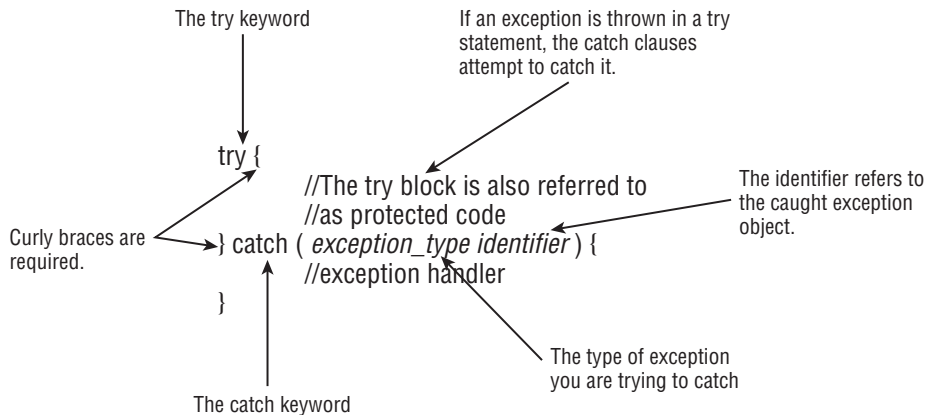 The try keyword
If an exception is thrown in a try
statement, the catch clauses
attempt to catch it.
try {
//The try block is also referred to
//as protected code
The identifier refers to
the caught exception
object.
Curly braces are
required.
} catch ( exception_type identifier ) {
//exception handler
}
The type of exception
you are trying to catch
The catch keyword